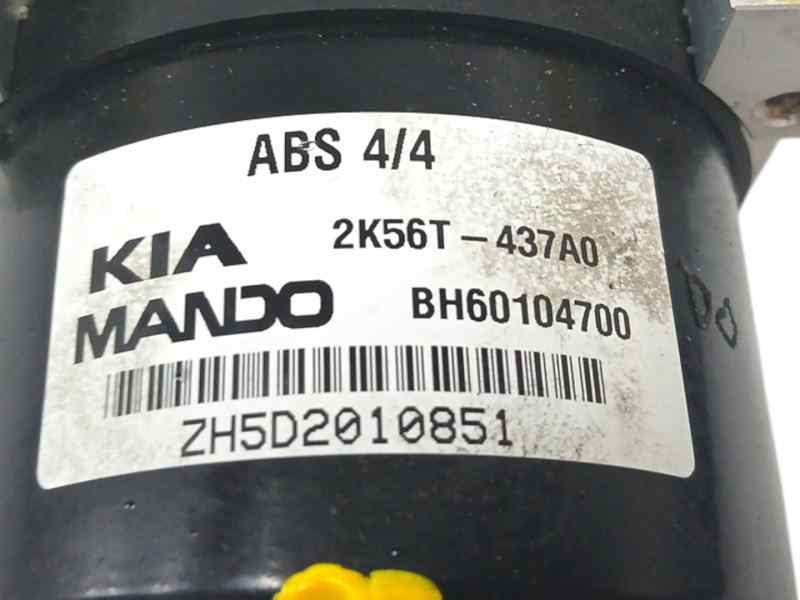 ABS 4/4
KIA 2K56T-437A0
MANDO BH60104700
ZH5D2010851